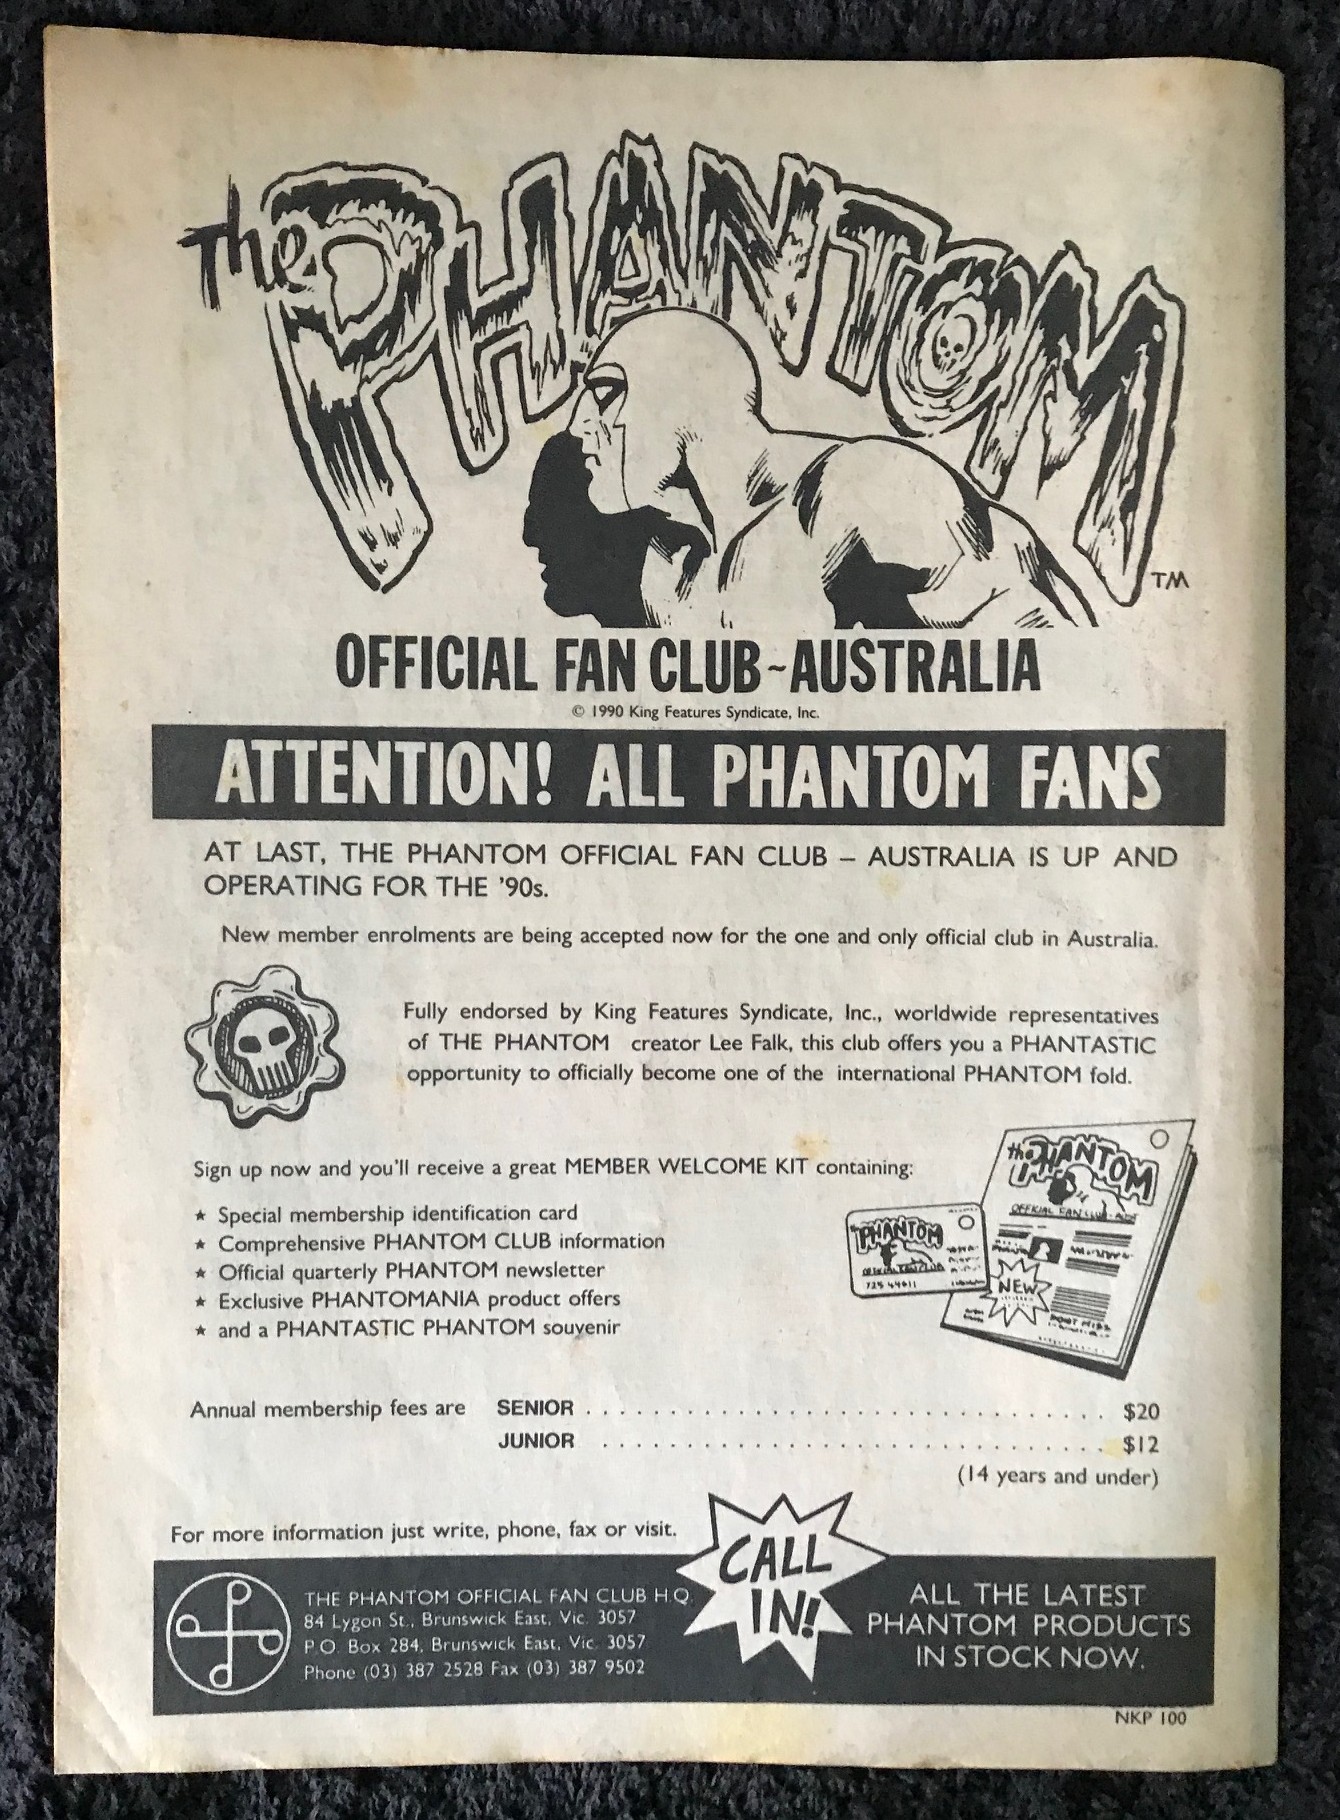 The PHANTOM
TM
OFFICIAL FAN CLUB ~ AUSTRALIA
© 1990 King Features Syndicate, Inc.
ATTENTION! ALL PHANTOM FANS
AT LAST, THE PHANTOM OFFICIAL FAN CLUB – AUSTRALIA IS UP AND
OPERATING FOR THE '90s.
New member enrolments are being accepted now for the one and only official club in Australia.
Fully endorsed by King Features Syndicate, Inc., worldwide representatives
of THE PHANTOM creator Lee Falk, this club offers you a PHANTASTIC
opportunity to officially become one of the international PHANTOM fold.
Sign up now and you'll receive a great MEMBER WELCOME KIT containing:
★ Special membership identification card
★ Comprehensive PHANTOM CLUB information
★ Official quarterly PHANTOM newsletter
★ Exclusive PHANTOMANIA product offers
★ and a PHANTASTIC PHANTOM souvenir
the PHANTOM
OFFICIAL FAN CLUB
NEW
PHANTOM
Annual membership fees are SENIOR . . . . . . . . . . . . . . . . . . . . . . . . . . . . . . $20
JUNIOR . . . . . . . . . . . . . . . . . . . . . . . . . . . . . . $12
(14 years and under)
For more information just write, phone, fax or visit.
CALL
IN!
THE PHANTOM OFFICIAL FAN CLUB H.Q.
84 Lygon St., Brunswick East, Vic. 3057
P.O. Box 284, Brunswick East, Vic. 3057
Phone (03) 387 2528 Fax (03) 387 9502
ALL THE LATEST
PHANTOM PRODUCTS
IN STOCK NOW.
NKP 100